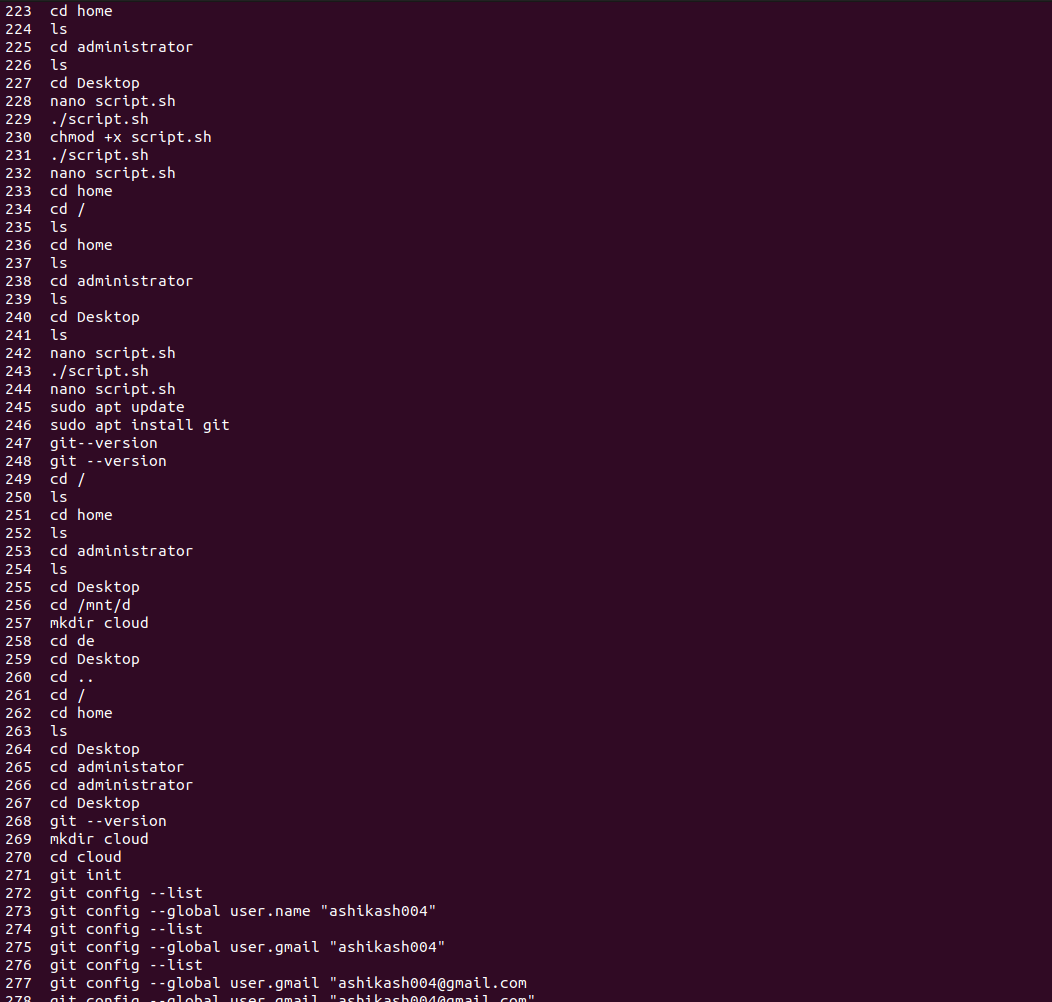 223 cd home
224 ls
225 cd administrator
226 ls
227 cd Desktop
228 nano script.sh
229 ./script.sh
230 chmod +x script.sh
231 ./script.sh
232 nano script.sh
233 cd home
234 cd /
235 ls
236 cd home
237 ls
238 cd administrator
239 ls
240 cd Desktop
241 ls
242 nano script.sh
243 ./script.sh
244 nano script.sh
245 sudo apt update
246 sudo apt install git
247 git--version
248 git --version
249 cd /
250 ls
251 cd home
252 ls
253 cd administrator
254 ls
255 cd Desktop
256 cd /mnt/d
257 mkdir cloud
258 cd de
259 cd Desktop
260 cd ..
261 cd /
262 cd home
263 ls
264 cd Desktop
265 cd administator
266 cd administrator
267 cd Desktop
268 git --version
269 mkdir cloud
270 cd cloud
271 git init
272 git config --list
273 git config --global user.name "ashikash004"
274 git config --list
275 git config --global user.gmail "ashikash004"
276 git config --list
277 git config --global user.gmail "ashikash004@gmail.com
278 git config --global user.gmail "ashikash004@gmail.com"